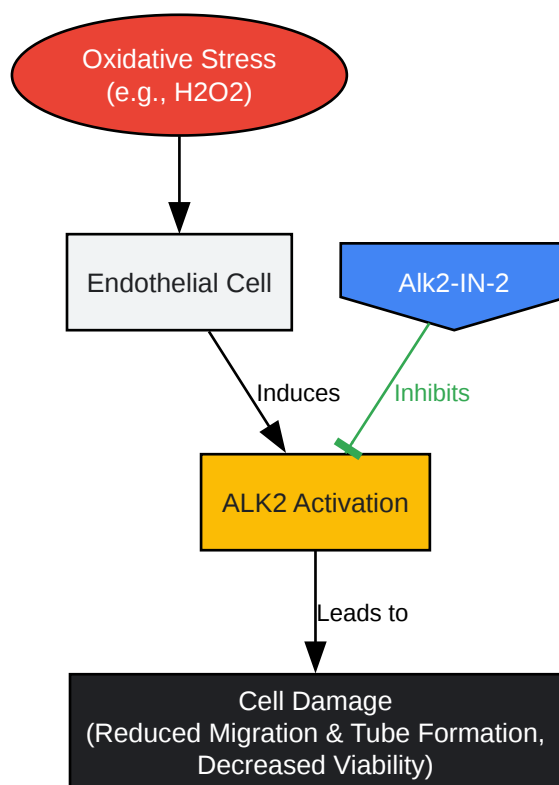 Oxidative Stress
(e.g., H2O2)
Endothelial Cell
Alk2-IN-2
Induces
Inhibits
ALK2 Activation
Leads to
Cell Damage
(Reduced Migration & Tube Formation,
Decreased Viability)